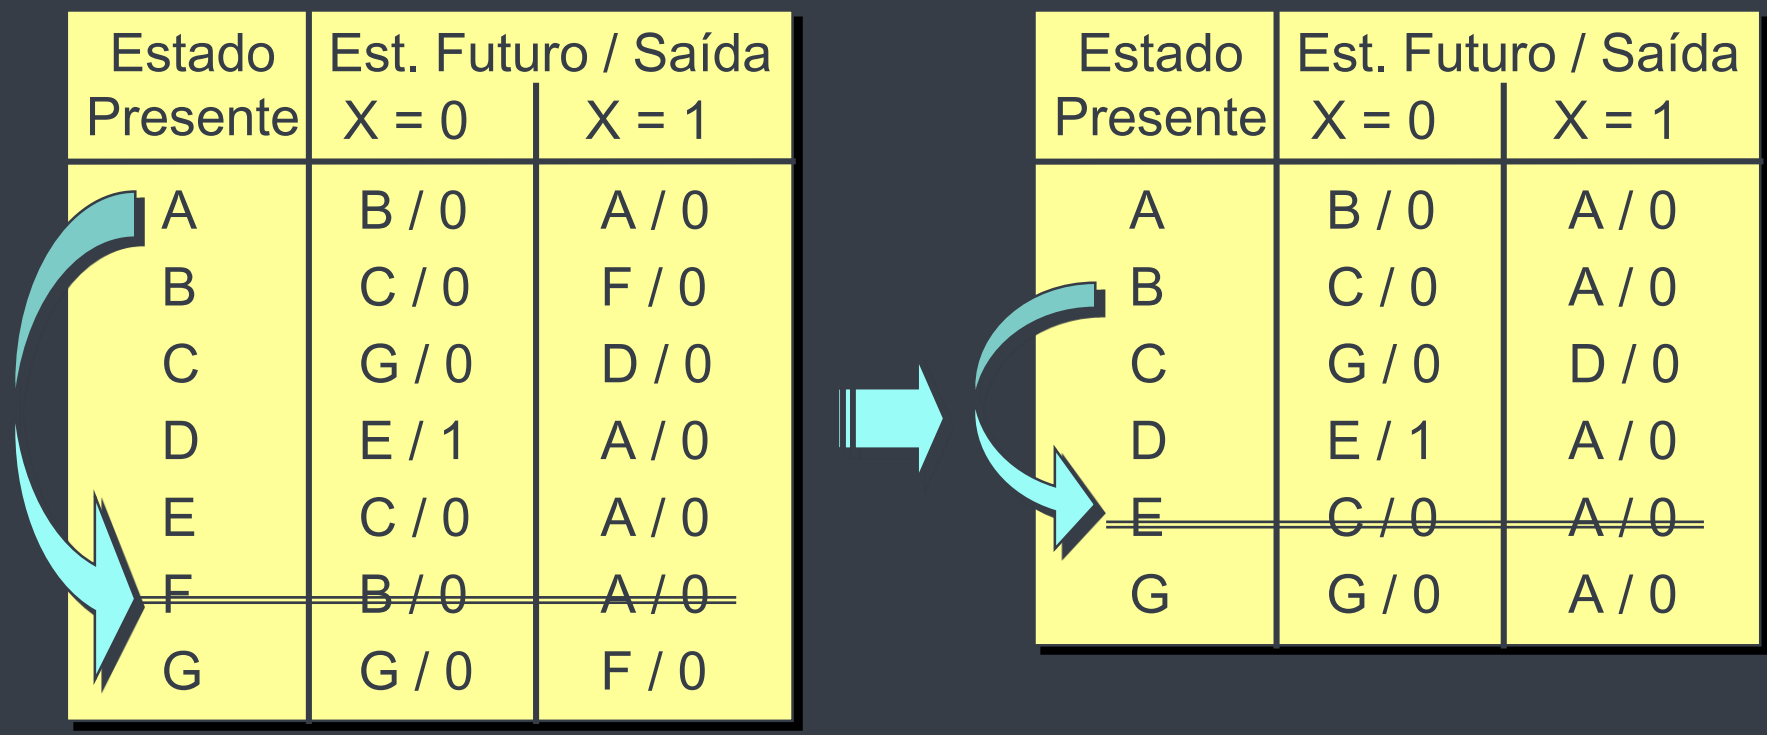 Estado Est. Futuro / Saída
Presente X = 0 X = 1
A B / 0 A / 0
B C / 0 F / 0
C G / 0 D / 0
D E / 1 A / 0
E C / 0 A / 0
F B / 0 A / 0
G G / 0 F / 0
Estado Est. Futuro / Saída
Presente X = 0 X = 1
A B / 0 A / 0
B C / 0 A / 0
C G / 0 D / 0
D E / 1 A / 0
E C / 0 A / 0
G G / 0 A / 0